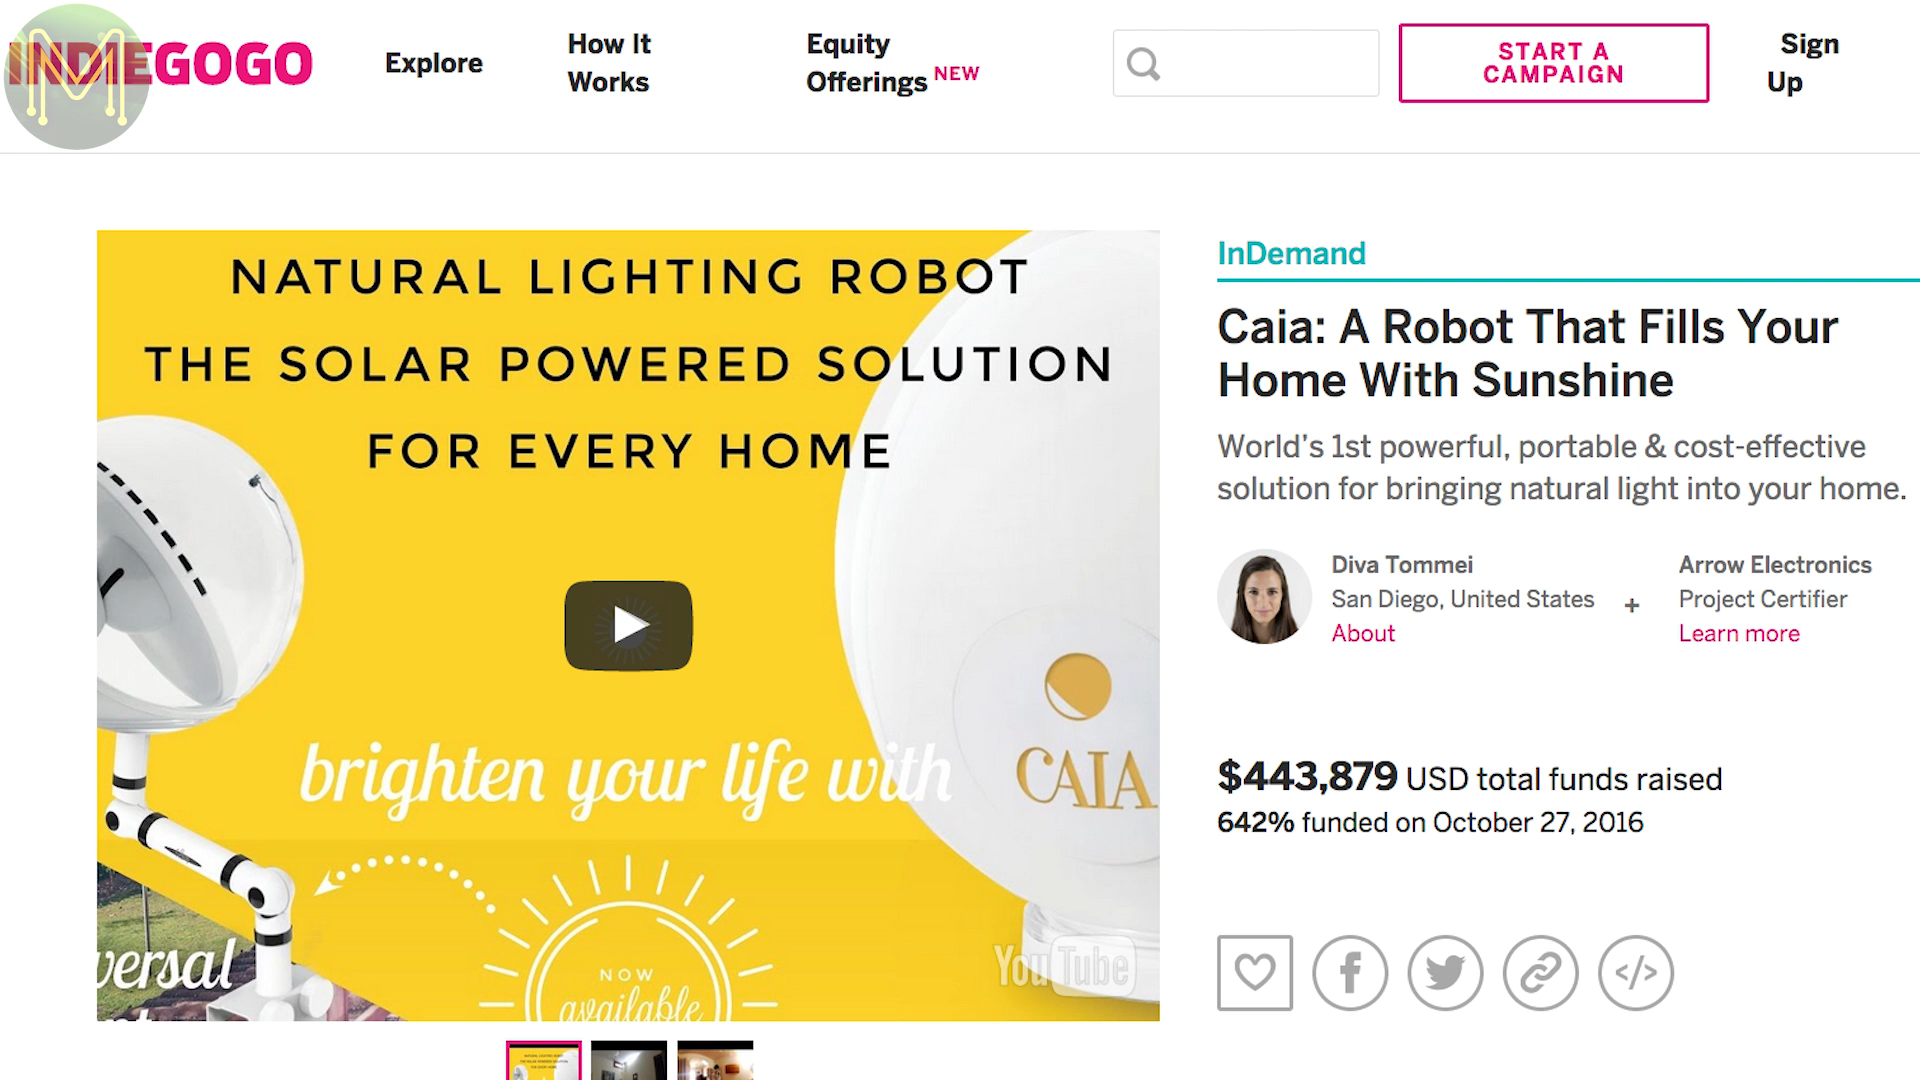 INDIEGOGO
Explore
How It
Works
Equity
Offerings NEW
START A
CAMPAIGN
Sign
Up
NATURAL LIGHTING ROBOT
THE SOLAR POWERED SOLUTION
FOR EVERY HOME
brighten your life with
CAIA
NOW
available
YouTube
InDemand
Caia: A Robot That Fills Your
Home With Sunshine
World's 1st powerful, portable & cost-effective
solution for bringing natural light into your home.
Diva Tommei
San Diego, United States
About
+
Arrow Electronics
Project Certifier
Learn more
$443,879 USD total funds raised
642% funded on October 27, 2016